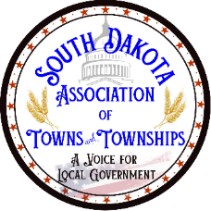 South Dakota
Association
of
Towns and Townships
A Voice for
Local Government